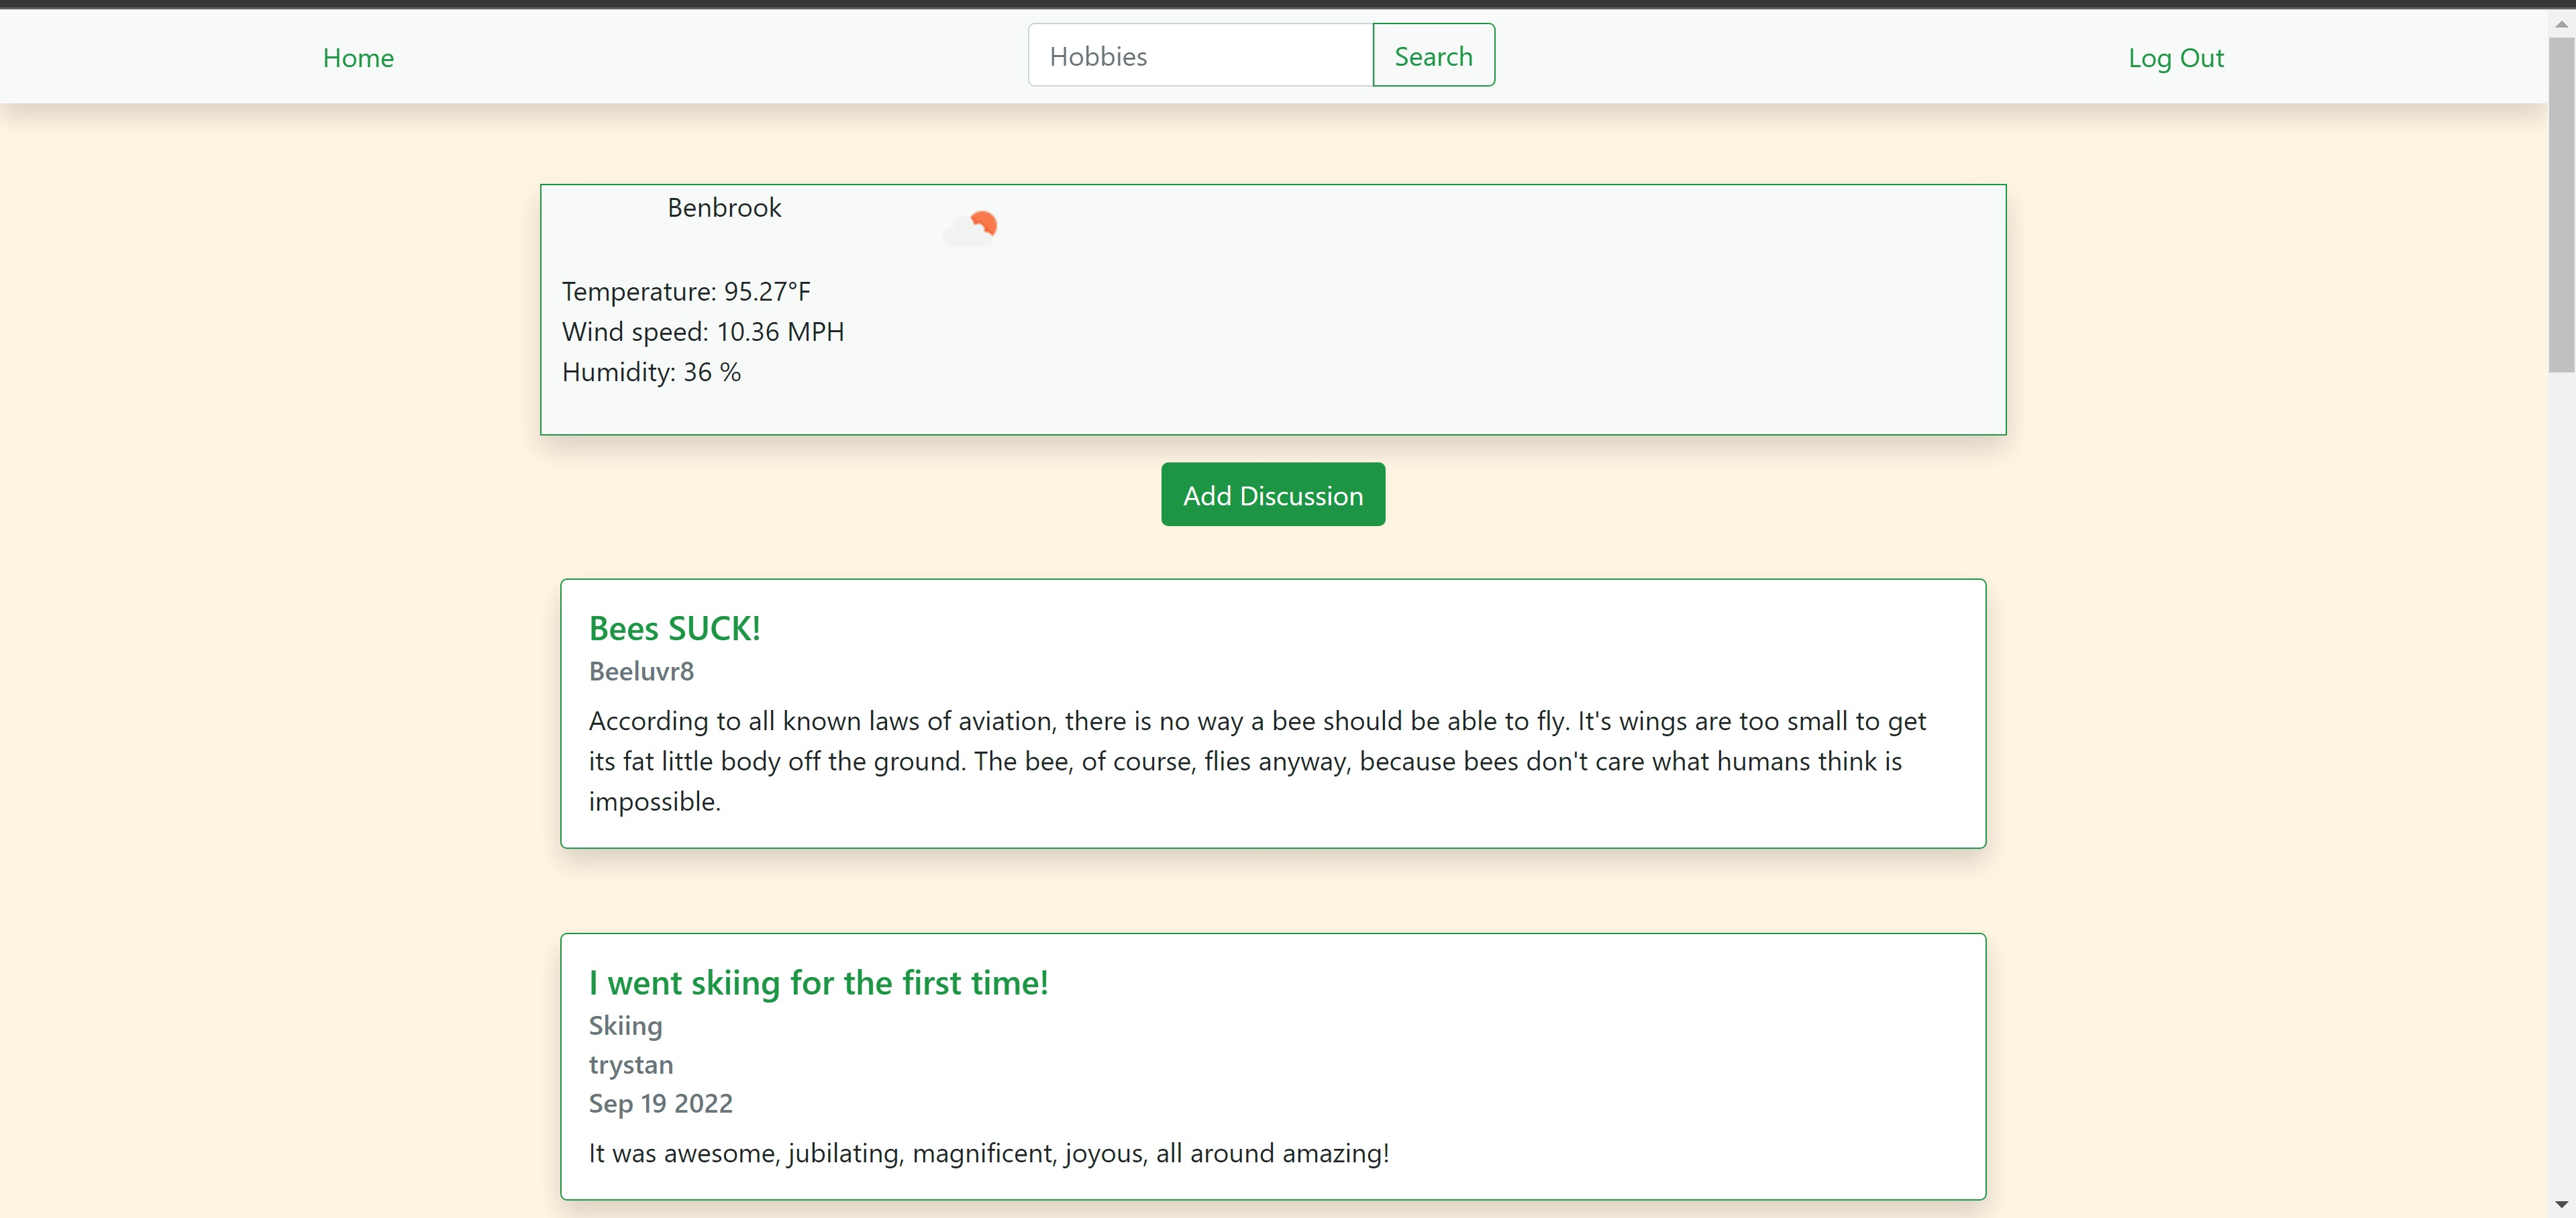 Home
Hobbies
Search
Log Out
Benbrook
Temperature: 95.27°F
Wind speed: 10.36 MPH
Humidity: 36 %
Add Discussion
Bees SUCK!
Beeluvr8
According to all known laws of aviation, there is no way a bee should be able to fly. It's wings are too small to get
its fat little body off the ground. The bee, of course, flies anyway, because bees don't care what humans think is
impossible.
I went skiing for the first time!
Skiing
trystan
Sep 19 2022
It was awesome, jubilating, magnificent, joyous, all around amazing!